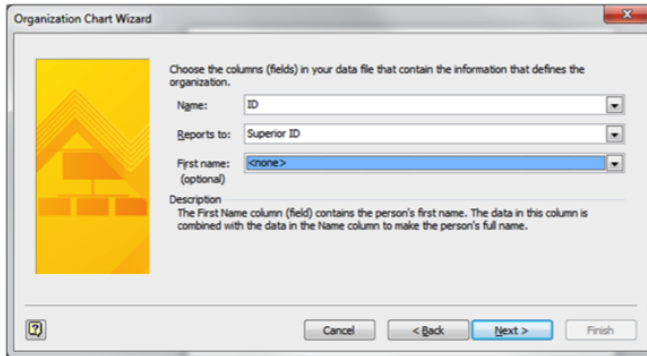 Organization Chart Wizard
Choose the columns (fields) in your data file that contain the information that defines the
organization.
Name: ID
Reports to: Superior ID
First name: <none>
(optional)
Description
The First Name column (field) contains the person's first name. The data in this column is
combined with the data in the Name column to make the person's full name.
Cancel < Back Next > Finish